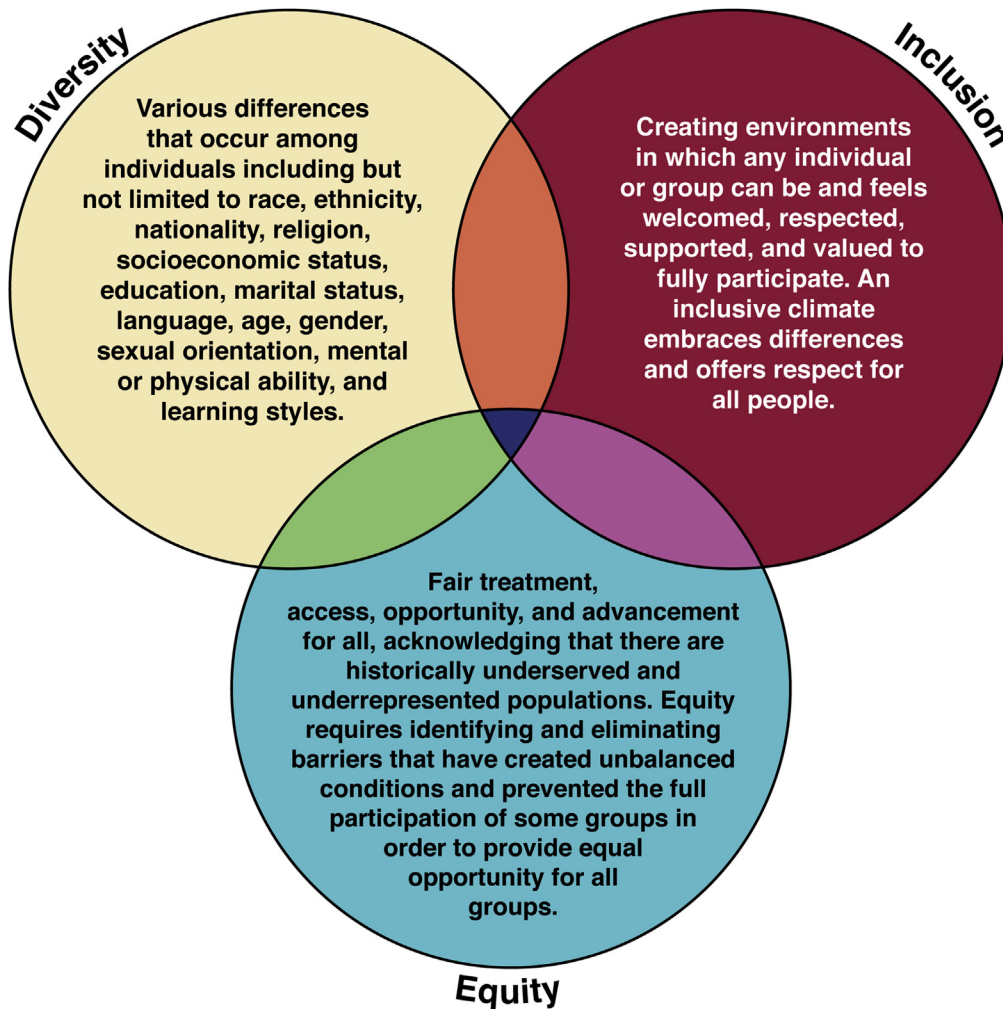 Diversity
Various differences
that occur among
individuals including but
not limited to race, ethnicity,
nationality, religion,
socioeconomic status,
education, marital status,
language, age, gender,
sexual orientation, mental
or physical ability, and
learning styles.
Inclusion
Creating environments
in which any individual
or group can be and feels
welcomed, respected,
supported, and valued to
fully participate. An
inclusive climate
embraces differences
and offers respect for
all people.
Fair treatment,
access, opportunity, and advancement
for all, acknowledging that there are
historically underserved and
underrepresented populations. Equity
requires identifying and eliminating
barriers that have created unbalanced
conditions and prevented the full
participation of some groups in
order to provide equal
opportunity for all
groups.
Equity